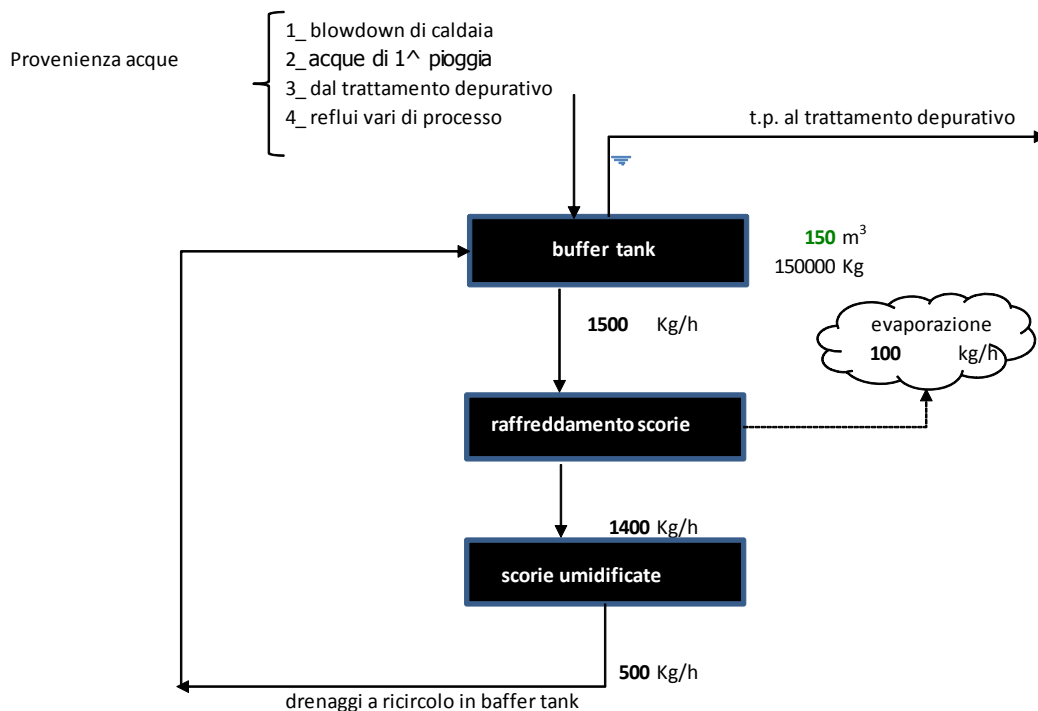 1_ blowdown di caldaia
Provenienza acque
2_ acque di 1^ pioggia
3_ dal trattamento depurativo
4_ reflui vari di processo
t.p. al trattamento depurativo
buffer tank
150 m³
150000 Kg
1500 Kg/h
evaporazione
100 kg/h
raffreddamento scorie
1400 Kg/h
scorie umidificate
500 Kg/h
drenaggi a ricircolo in baffer tank